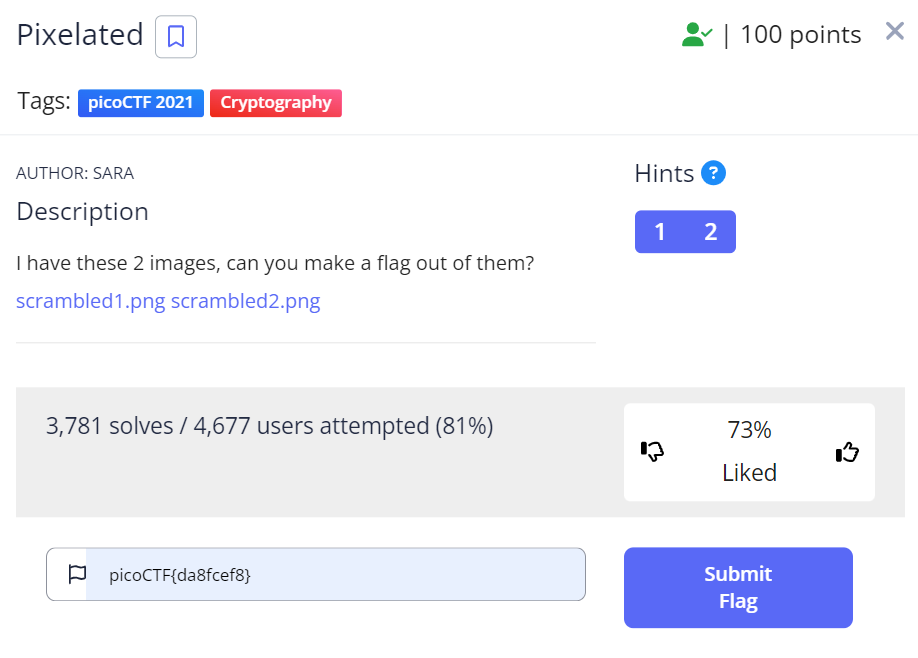 Pixelated
| 100 points
Tags: picoCTF 2021 Cryptography
AUTHOR: SARA
Description
I have these 2 images, can you make a flag out of them?
scrambled1.png scrambled2.png
Hints ?
1 2
3,781 solves / 4,677 users attempted (81%)
73%
Liked
picoCTF{da8fcef8}
Submit
Flag